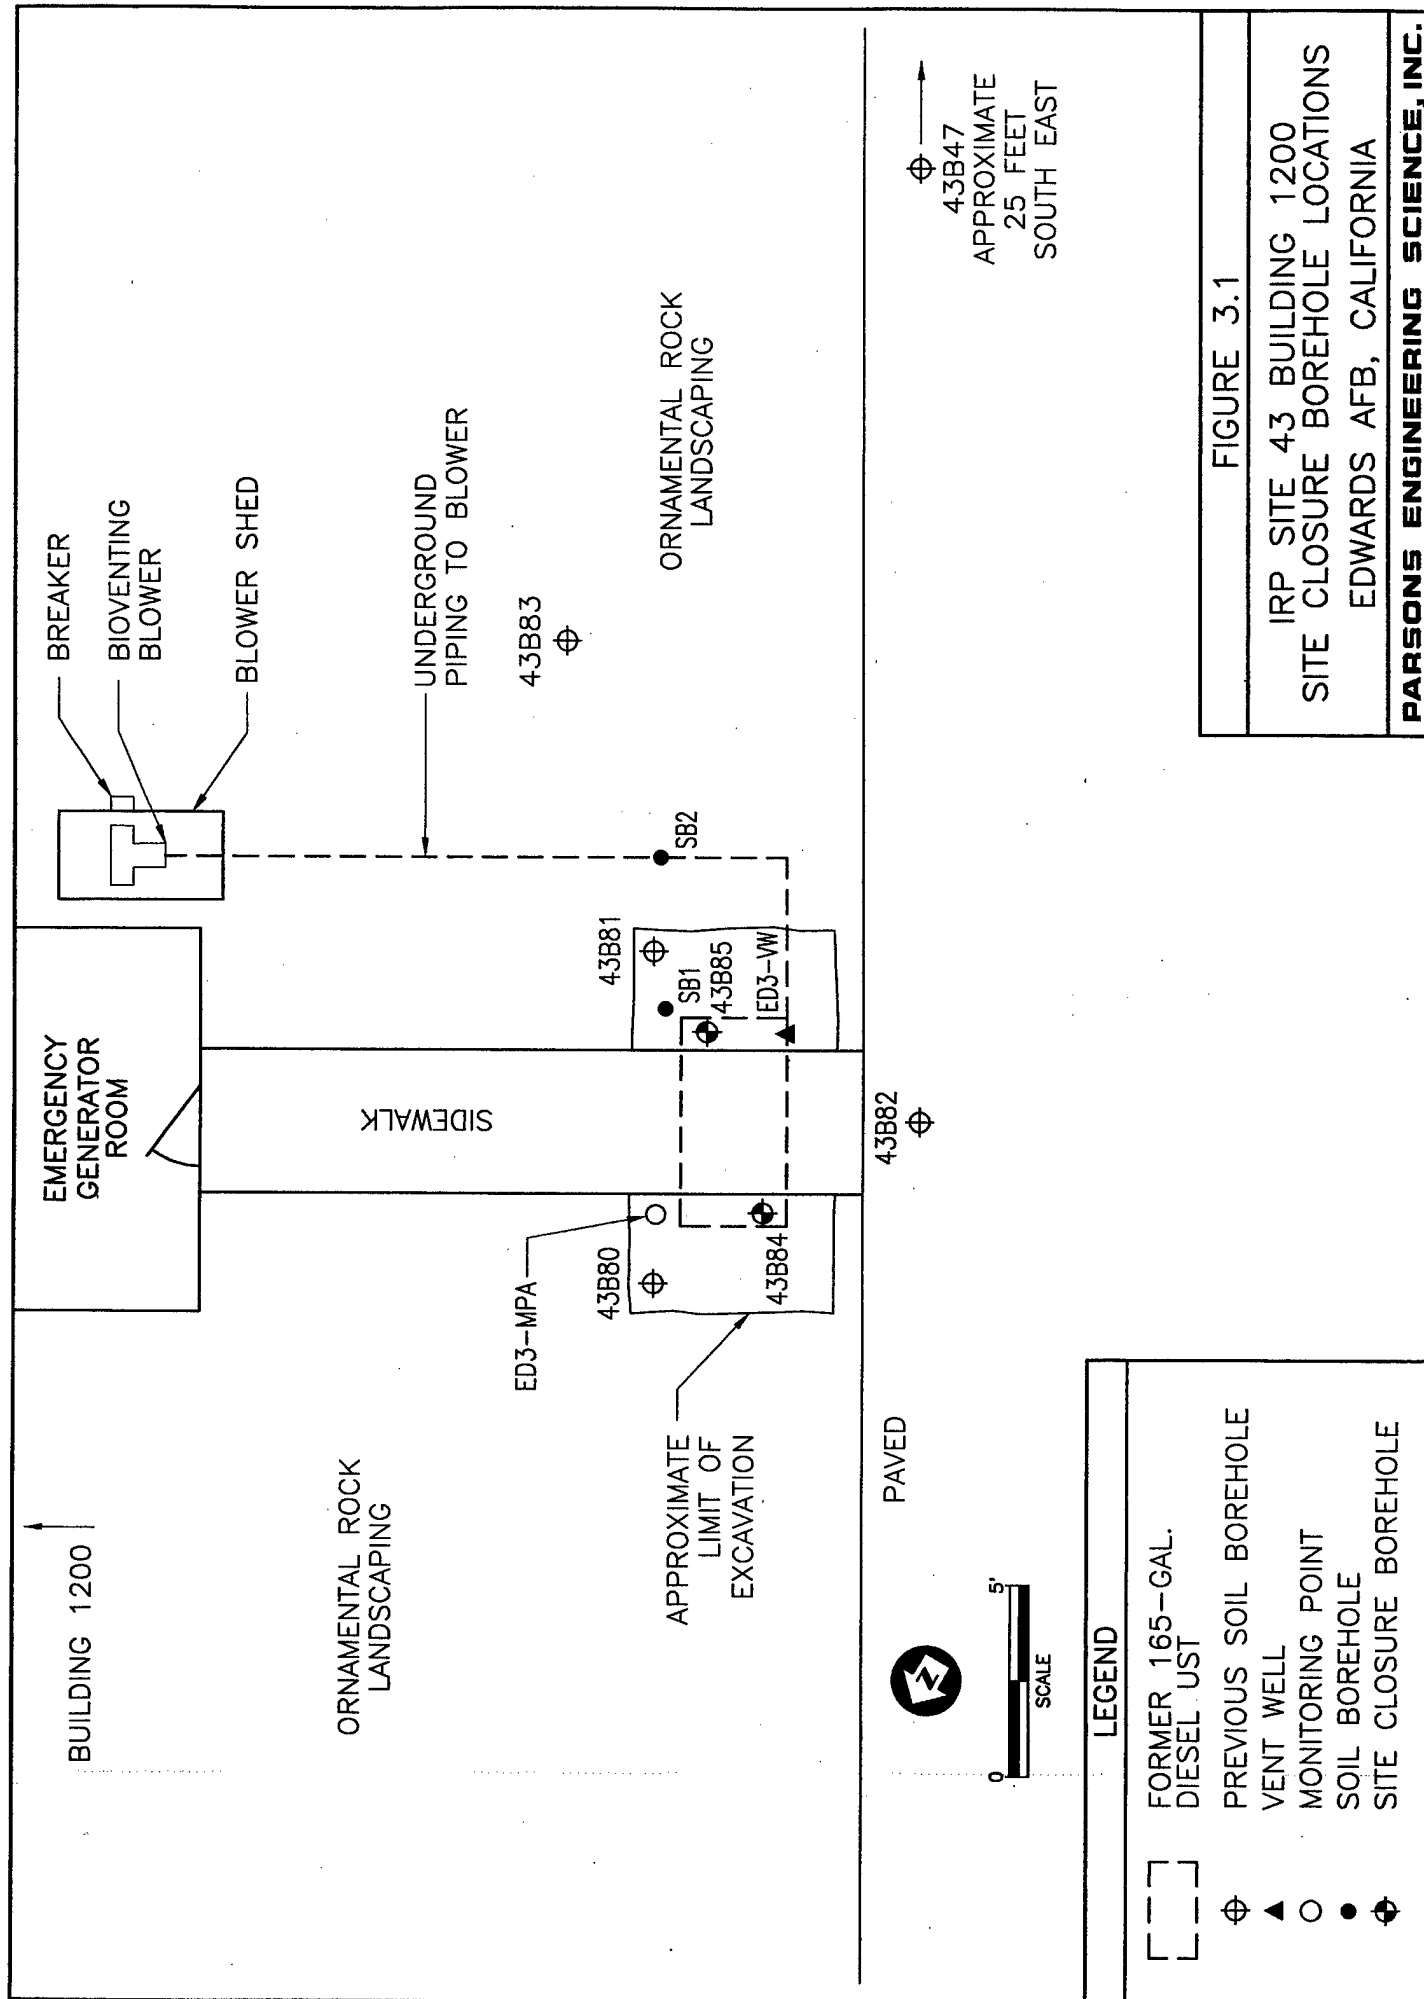 BUILDING 1200
EMERGENCY
GENERATOR
ROOM
BREAKER
BIOVENTING
BLOWER
BLOWER SHED
ORNAMENTAL ROCK
LANDSCAPING
SIDEWALK
UNDERGROUND
PIPING TO BLOWER
43B83
ED3-MPA
43B80
43B81
SB1
43B85
SB2
ORNAMENTAL ROCK
LANDSCAPING
APPROXIMATE
LIMIT OF
EXCAVATION
43B84
ED3-VW
PAVED
43B82
43B47
APPROXIMATE
25 FEET
SOUTH EAST
N
0 5'
SCALE
LEGEND
FORMER 165-GAL.
DIESEL UST
PREVIOUS SOIL BOREHOLE
VENT WELL
MONITORING POINT
SOIL BOREHOLE
SITE CLOSURE BOREHOLE
FIGURE 3.1
IRP SITE 43 BUILDING 1200
SITE CLOSURE BOREHOLE LOCATIONS
EDWARDS AFB, CALIFORNIA
PARSONS ENGINEERING SCIENCE, INC.